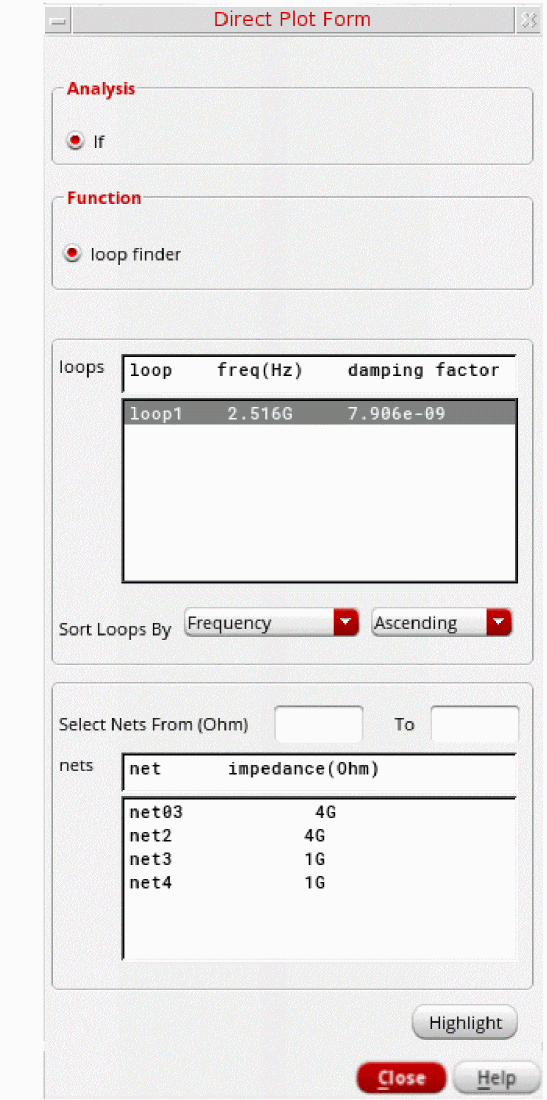 Direct Plot Form
Analysis
lf
Function
loop finder
loops
loop freq(Hz) damping factor
loop1 2.516G 7.906e-09
Sort Loops By Frequency Ascending
Select Nets From (Ohm) To
nets
net impedance(Ohm)
net03 4G
net2 4G
net3 1G
net4 1G
Highlight
Close Help